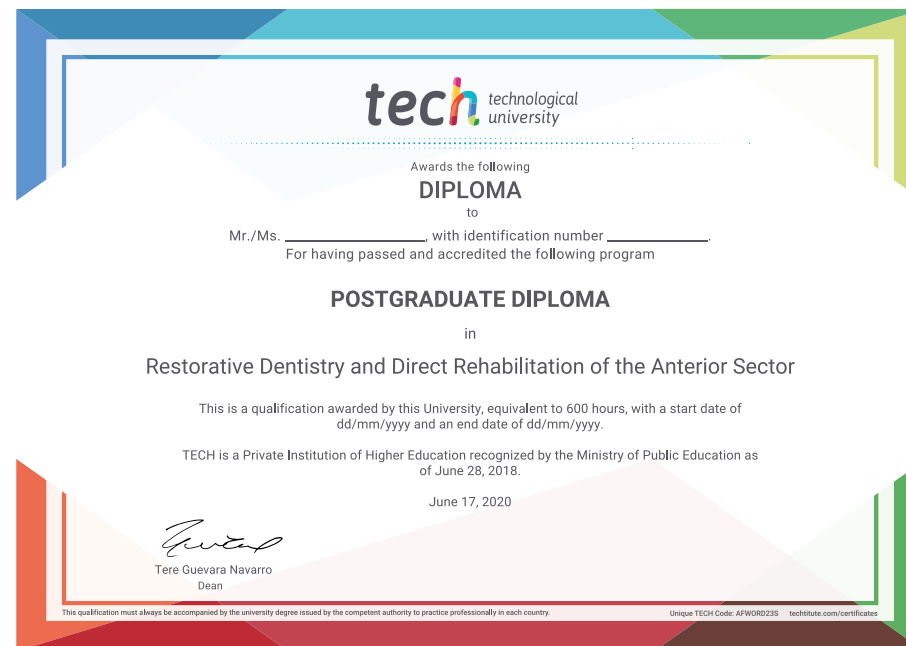 tech technological
university
Awards the following
DIPLOMA
to
Mr./Ms. ____________________, with identification number ______________.
For having passed and accredited the following program
POSTGRADUATE DIPLOMA
in
Restorative Dentistry and Direct Rehabilitation of the Anterior Sector
This is a qualification awarded by this University, equivalent to 600 hours, with a start date of
dd/mm/yyyy and an end date of dd/mm/yyyy.
TECH is a Private Institution of Higher Education recognized by the Ministry of Public Education as
of June 28, 2018.
June 17, 2020
Tere Guevara Navarro
Dean
This qualification must always be accompanied by the university degree issued by the competent authority to practice professionally in each country.
Unique TECH Code: AFWORD23S techtitute.com/certificates